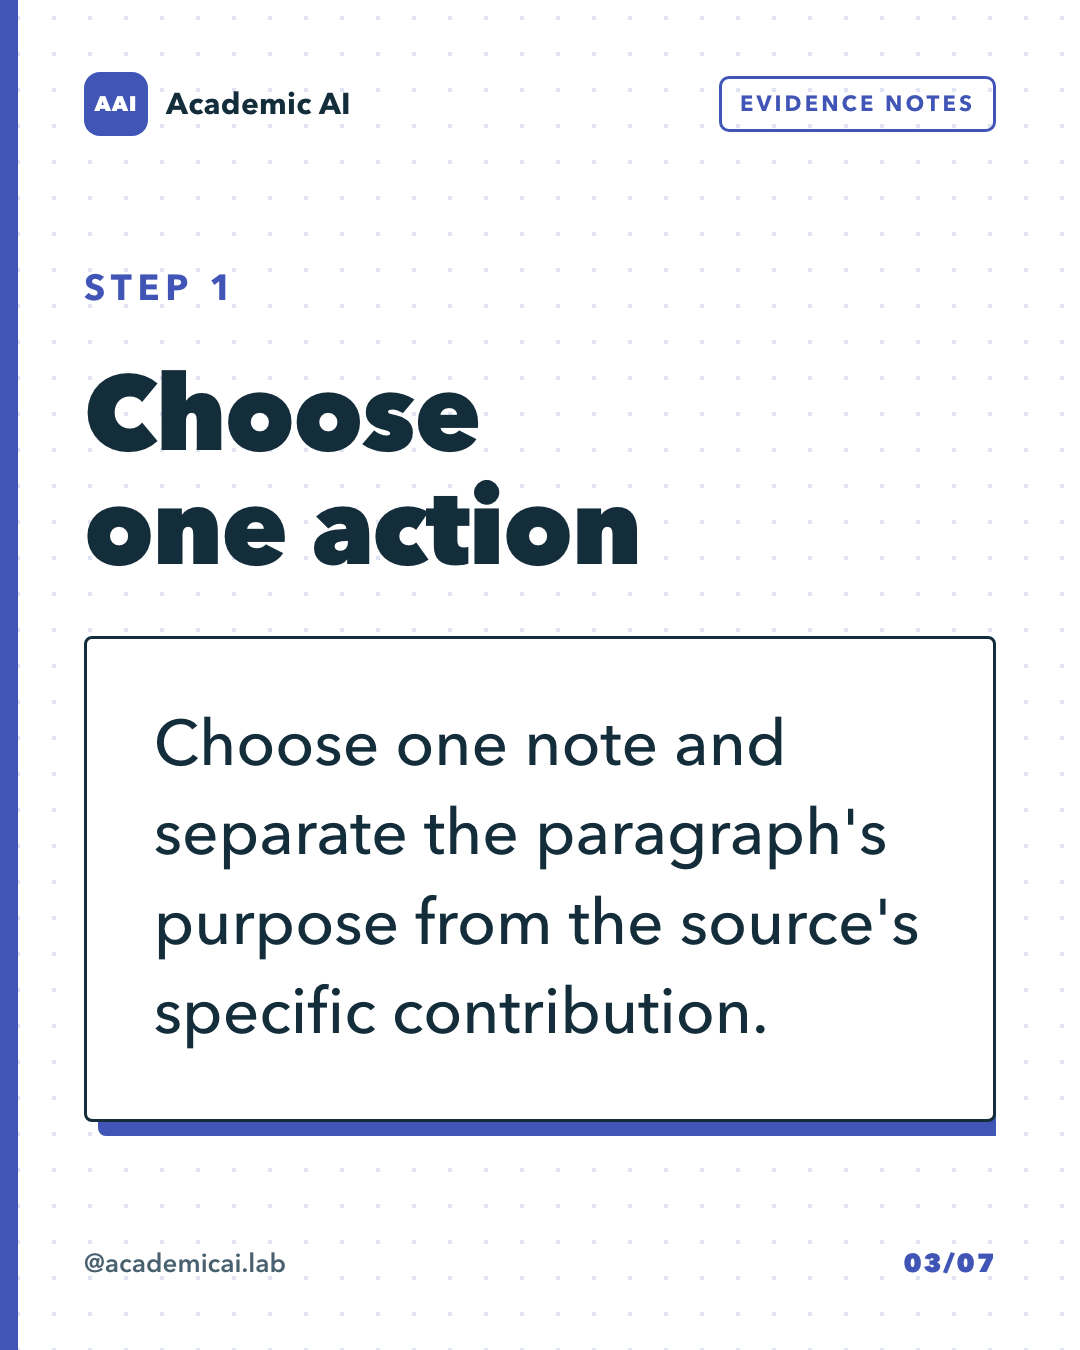 AAI
Academic AI
EVIDENCE NOTES
STEP 1
Choose
one action
Choose one note and
separate the paragraph's
purpose from the source's
specific contribution.
@academicai.lab
03/07